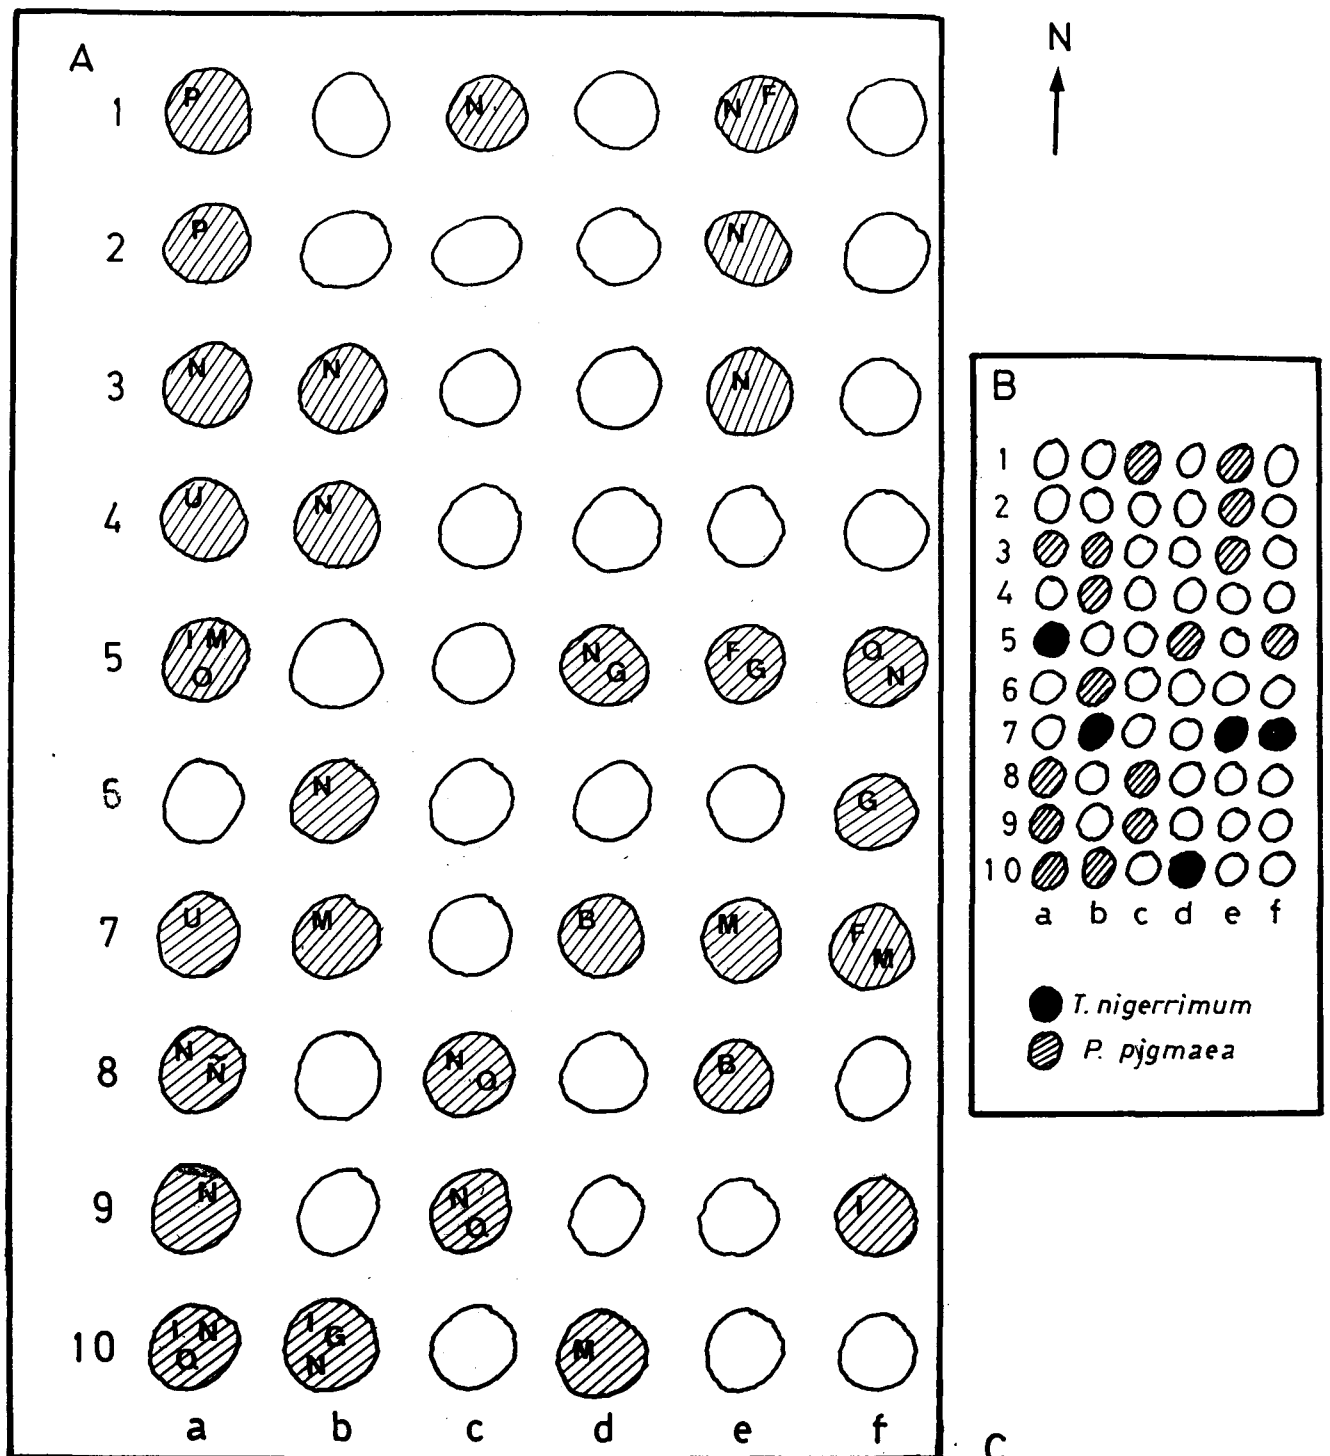 A
N
1 P N N F
2 P N
3 N N N
4 U N
5 I M Q N G F G Q N
6 N G
7 U M B M F M
8 N Ñ N Q B
9 N N Q I
10 I N Q I G N M
a b c d e f
B
1
2
3
4
5
6
7
8
9
10
a b c d e f
T. nigerrimum
P. pygmaea
C